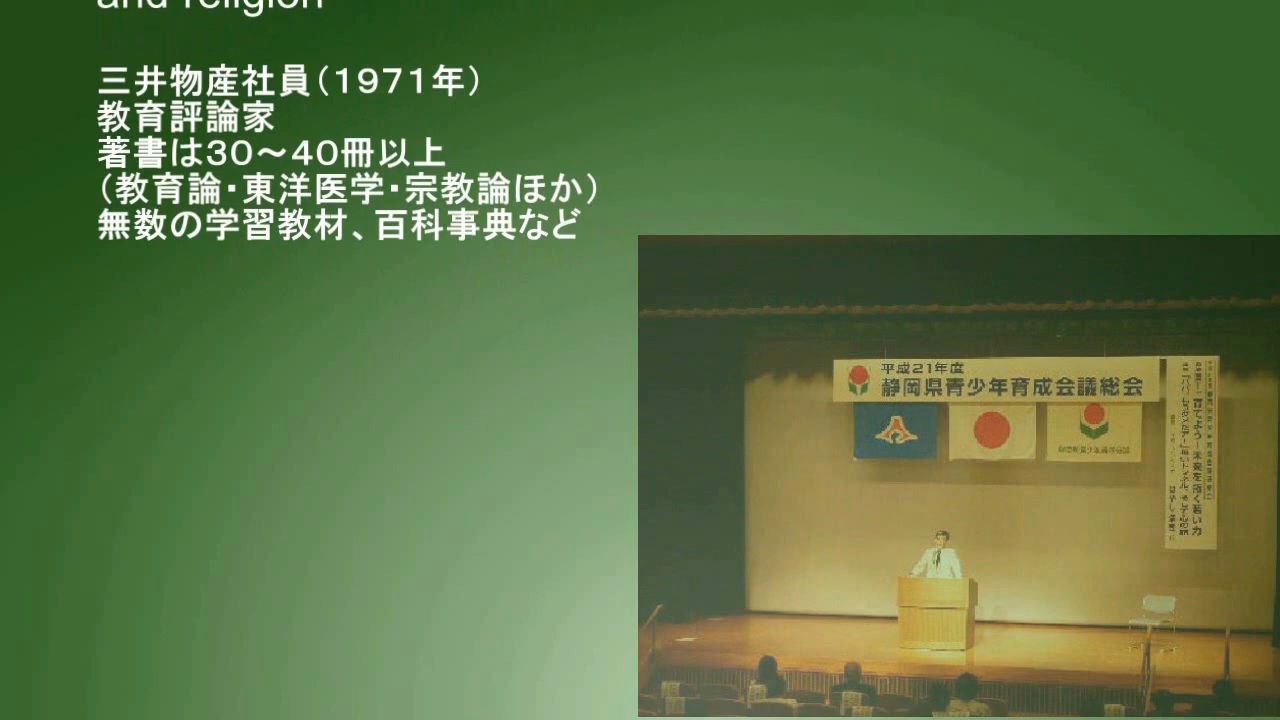 and religion
三井物産社員（１９７１年）
教育評論家
著書は３０～４０冊以上
（教育論・東洋医学・宗教論ほか）
無数の学習教材、百科事典など
平成21年度
静岡県青少年育成会議総会